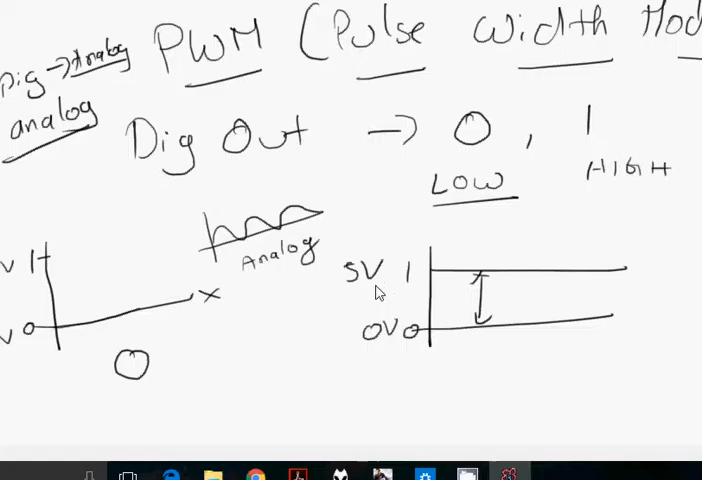 Dig → Analog PWM (Pulse Width Mod
analog
Dig Out → 0 , 1
LOW HIGH
Analog
V 1
X
V 0
0
5V 1
0V 0